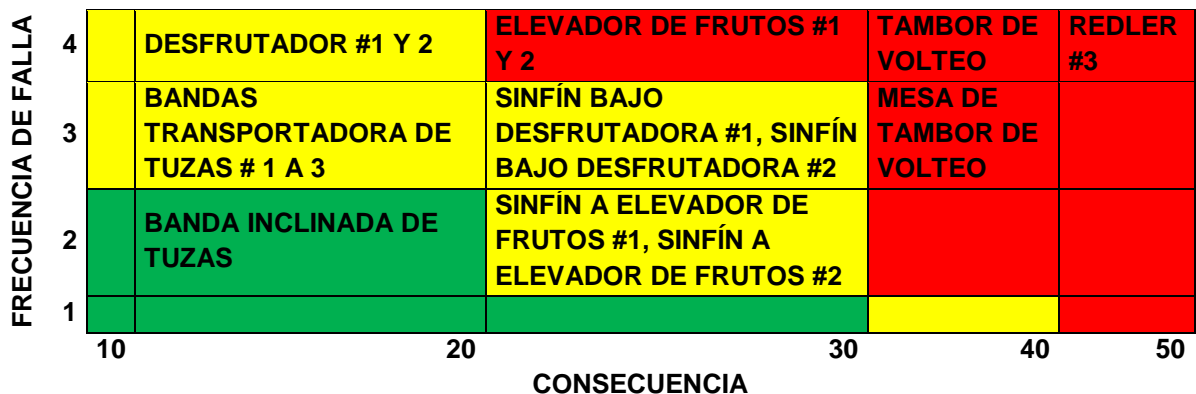 FRECUENCIA DE FALLA
4
DESFRUTADOR #1 Y 2
ELEVADOR DE FRUTOS #1
Y 2
TAMBOR DE
VOLTEO
REDLER
#3
3
BANDAS
TRANSPORTADORA DE
TUZAS # 1 A 3
SINFÍN BAJO
DESFRUTADORA #1, SINFÍN
BAJO DESFRUTADORA #2
MESA DE
TAMBOR DE
VOLTEO
2
BANDA INCLINADA DE
TUZAS
SINFÍN A ELEVADOR DE
FRUTOS #1, SINFÍN A
ELEVADOR DE FRUTOS #2
1
10 20 30 40 50
CONSECUENCIA